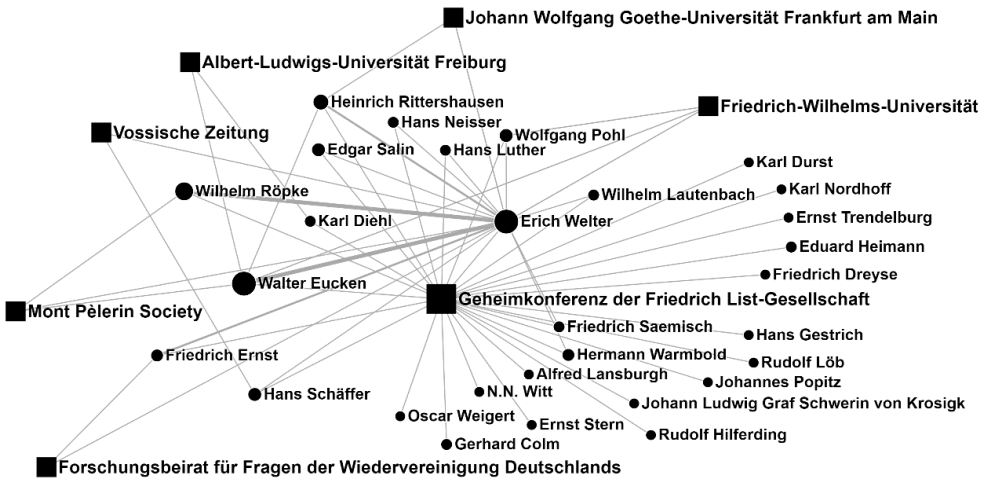 Johann Wolfgang Goethe-Universität Frankfurt am Main
Albert-Ludwigs-Universität Freiburg
Heinrich Rittershausen
Friedrich-Wilhelms-Universität
Hans Neisser
Vossische Zeitung
Wolfgang Pohl
Edgar Salin
Hans Luther
Karl Durst
Wilhelm Röpke
Wilhelm Lautenbach
Karl Nordhoff
Karl Diehl
Erich Welter
Ernst Trendelburg
Eduard Heimann
Friedrich Dreyse
Walter Eucken
Geheimkonferenz der Friedrich List-Gesellschaft
Mont Pèlerin Society
Friedrich Saemisch
Hans Gestrich
Friedrich Ernst
Hermann Warmbold
Rudolf Löb
Alfred Lansburgh
Johannes Popitz
Hans Schäffer
N.N. Witt
Johann Ludwig Graf Schwerin von Krosigk
Oscar Weigert
Ernst Stern
Rudolf Hilferding
Gerhard Colm
Forschungsbeirat für Fragen der Wiedervereinigung Deutschlands